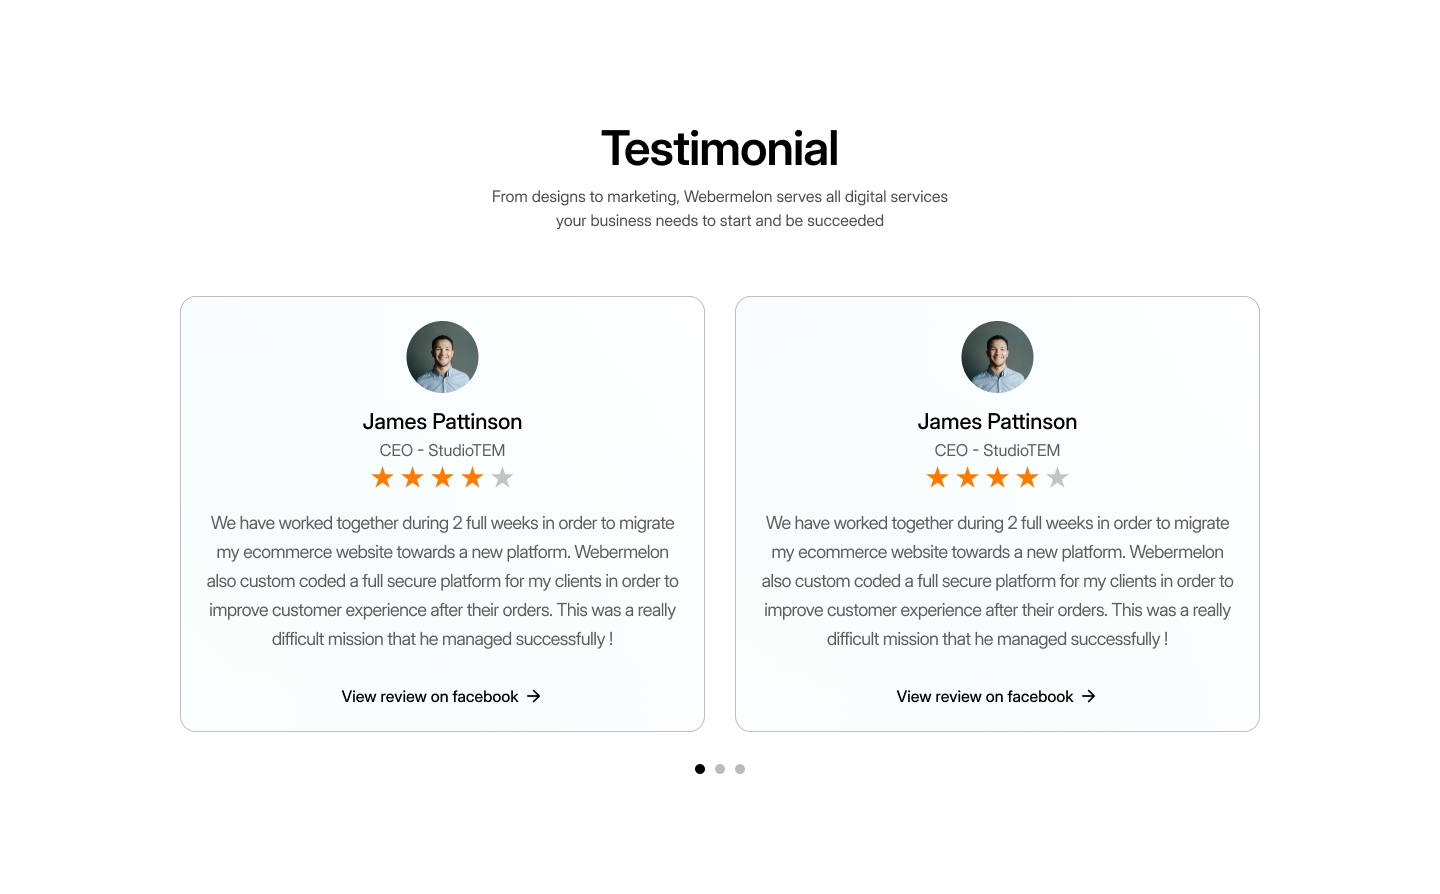 Testimonial
From designs to marketing, Webermelon serves all digital services
your business needs to start and be succeeded
James Pattinson
CEO - StudioTEM
We have worked together during 2 full weeks in order to migrate
my ecommerce website towards a new platform. Webermelon
also custom coded a full secure platform for my clients in order to
improve customer experience after their orders. This was a really
difficult mission that he managed successfully !
View review on facebook →
James Pattinson
CEO - StudioTEM
We have worked together during 2 full weeks in order to migrate
my ecommerce website towards a new platform. Webermelon
also custom coded a full secure platform for my clients in order to
improve customer experience after their orders. This was a really
difficult mission that he managed successfully !
View review on facebook →